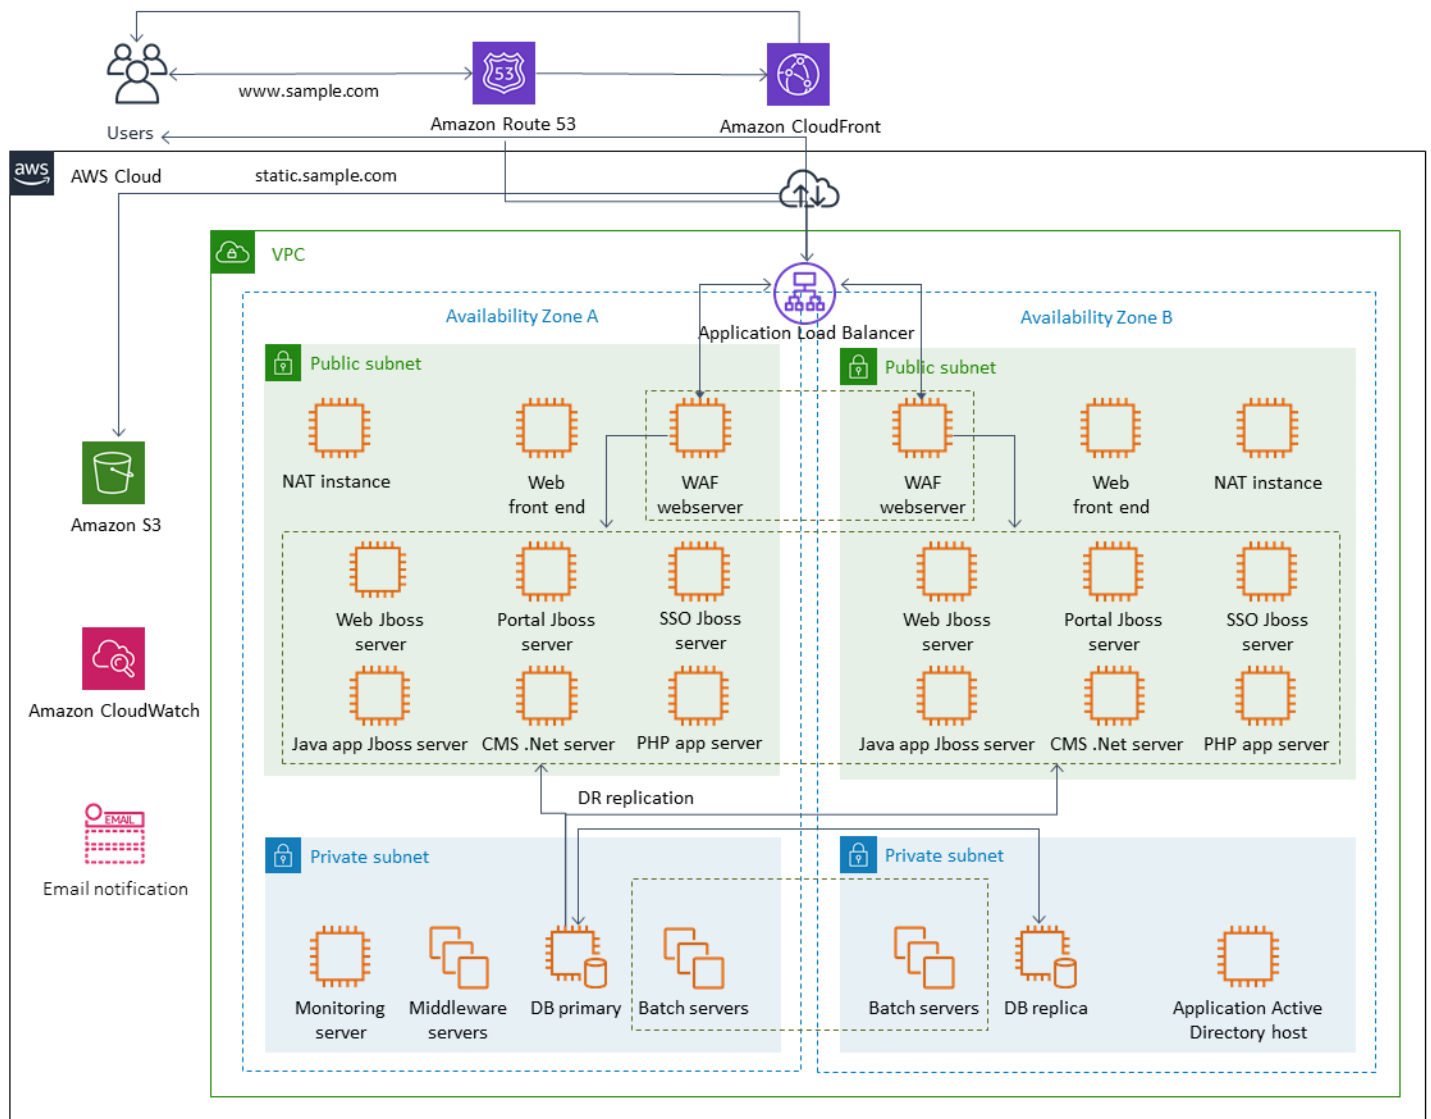 53
www.sample.com
Users
Amazon Route 53
Amazon CloudFront
aws
AWS Cloud
static.sample.com
VPC
Availability Zone A
Availability Zone B
Application Load Balancer
Public subnet
Public subnet
NAT instance
Web
front end
WAF
webserver
WAF
webserver
Web
front end
NAT instance
Amazon S3
Web Jboss
server
Portal Jboss
server
SSO Jboss
server
Web Jboss
server
Portal Jboss
server
SSO Jboss
server
Amazon CloudWatch
Java app Jboss server
CMS .Net server
PHP app server
Java app Jboss server
CMS .Net server
PHP app server
DR replication
EMAIL
Email notification
Private subnet
Private subnet
Monitoring
server
Middleware
servers
DB primary
Batch servers
Batch servers
DB replica
Application Active
Directory host